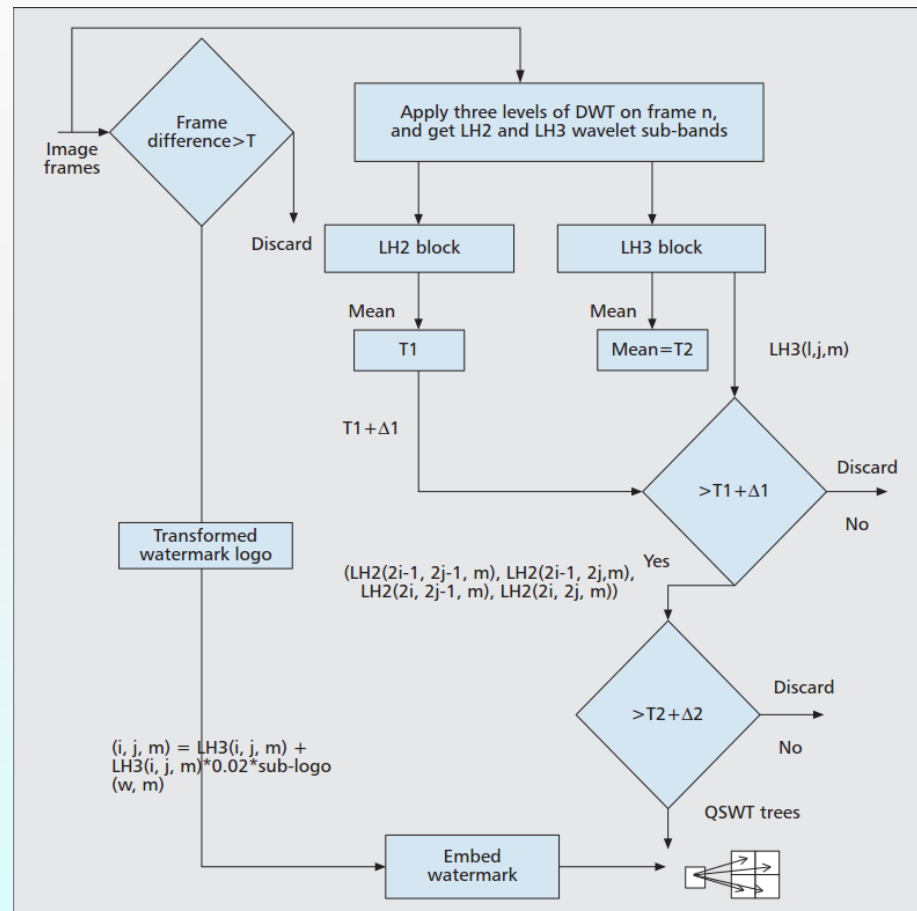 Image
frames
Frame
difference>T
Discard
Apply three levels of DWT on frame n,
and get LH2 and LH3 wavelet sub-bands
LH2 block
LH3 block
Mean
Mean
T1
Mean=T2
LH3(l,j,m)
T1+Δ1
>T1+Δ1
Discard
No
Yes
Transformed
watermark logo
(LH2(2i-1, 2j-1, m), LH2(2i-1, 2j,m),
LH2(2i, 2j-1, m), LH2(2i, 2j, m))
>T2+Δ2
Discard
No
(i, j, m) = LH3(i, j, m) +
LH3(i, j, m)*0.02*sub-logo
(w, m)
QSWT trees
Embed
watermark